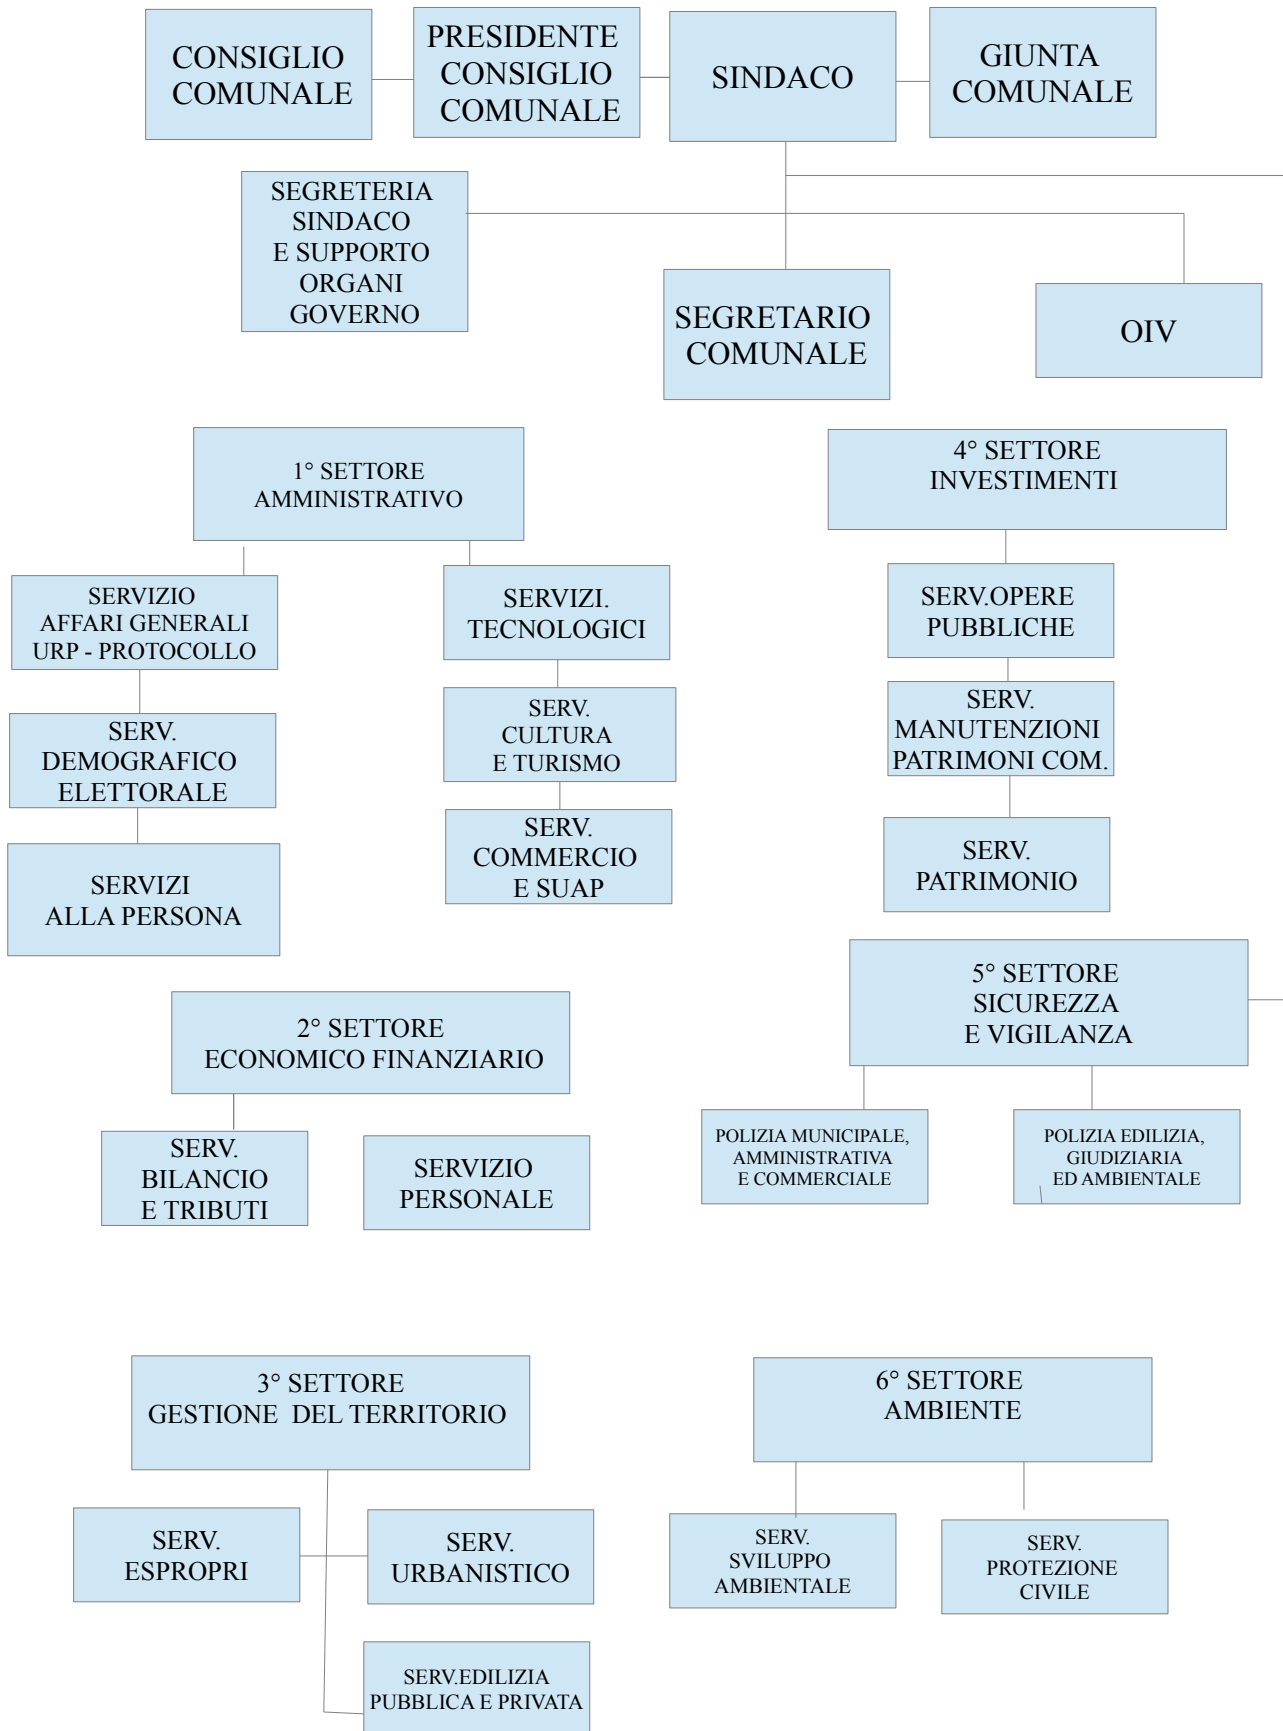 CONSIGLIO
COMUNALE
PRESIDENTE
CONSIGLIO
COMUNALE
SINDACO
GIUNTA
COMUNALE
SEGRETERIA
SINDACO
E SUPPORTO
ORGANI
GOVERNO
SEGRETARIO
COMUNALE
OIV
1° SETTORE
AMMINISTRATIVO
SERVIZIO
AFFARI GENERALI
URP - PROTOCOLLO
SERV.
DEMOGRAFICO
ELETTORALE
SERVIZI
ALLA PERSONA
SERVIZI.
TECNOLOGICI
SERV.
CULTURA
E TURISMO
SERV.
COMMERCIO
E SUAP
4° SETTORE
INVESTIMENTI
SERV.OPERE
PUBBLICHE
SERV.
MANUTENZIONI
PATRIMONI COM.
SERV.
PATRIMONIO
2° SETTORE
ECONOMICO FINANZIARIO
SERV.
BILANCIO
E TRIBUTI
SERVIZIO
PERSONALE
5° SETTORE
SICUREZZA
E VIGILANZA
POLIZIA MUNICIPALE,
AMMINISTRATIVA
E COMMERCIALE
POLIZIA EDILIZIA,
GIUDIZIARIA
ED AMBIENTALE
3° SETTORE
GESTIONE  DEL TERRITORIO
SERV.
ESPROPRI
SERV.
URBANISTICO
SERV.EDILIZIA
PUBBLICA E PRIVATA
6° SETTORE
AMBIENTE
SERV.
SVILUPPO
AMBIENTALE
SERV.
PROTEZIONE
CIVILE